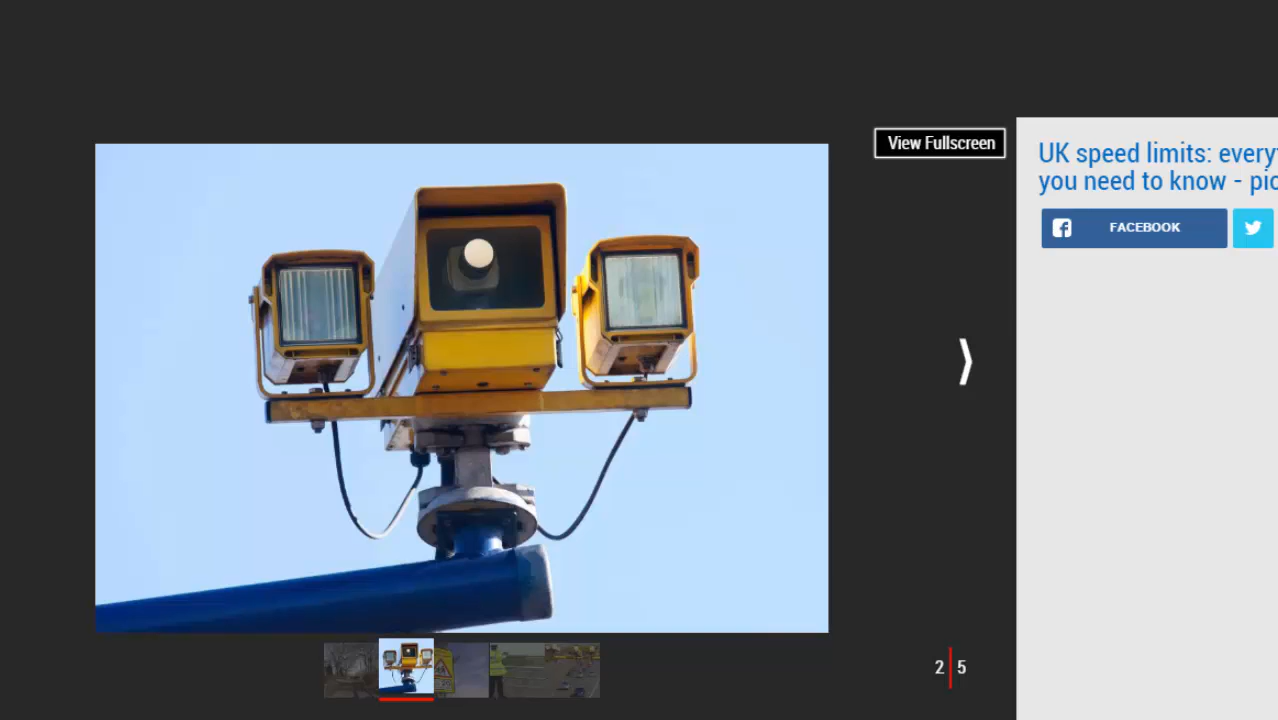 View Fullscreen
UK speed limits: every
you need to know - pic
FACEBOOK
2 5